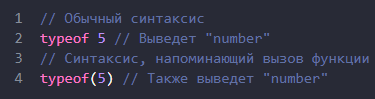 1 // Обычный синтаксис
2 typeof 5 // Выведет "number"
3 // Синтаксис, напоминающий вызов функции
4 typeof(5) // Также выведет "number"